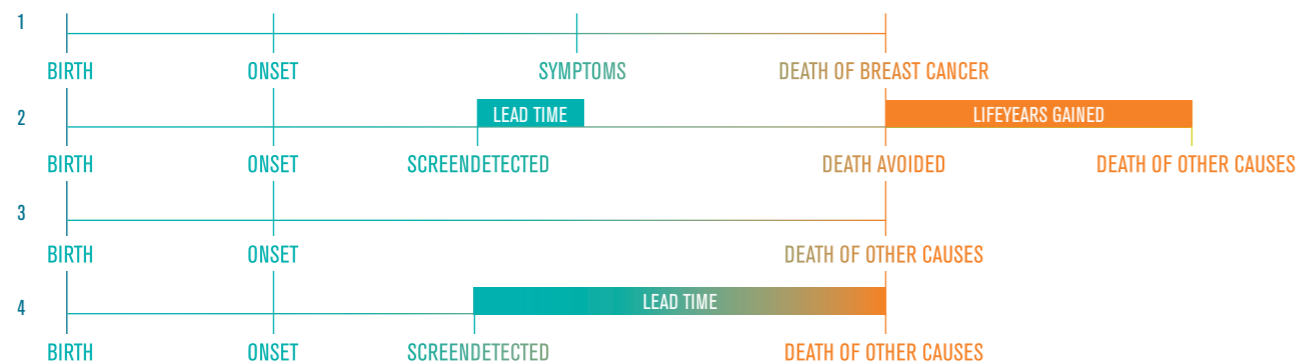 1
BIRTH ONSET SYMPTOMS DEATH OF BREAST CANCER
2 LEAD TIME LIFEYEARS GAINED
BIRTH ONSET SCREENDETECTED DEATH AVOIDED DEATH OF OTHER CAUSES
3
BIRTH ONSET DEATH OF OTHER CAUSES
4 LEAD TIME
BIRTH ONSET SCREENDETECTED DEATH OF OTHER CAUSES